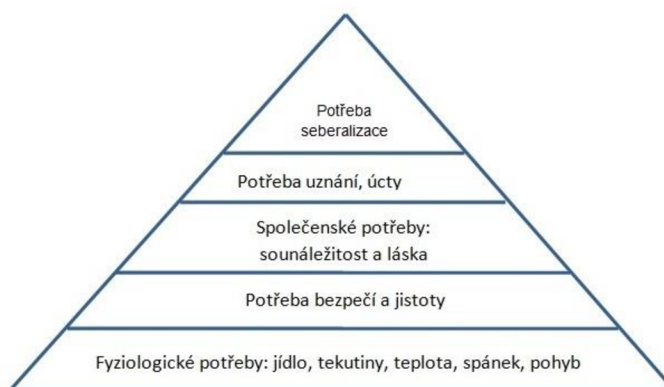 Potřeba
seberalizace
Potřeba uznání, úcty
Společenské potřeby:
sounáležitost a láska
Potřeba bezpečí a jistoty
Fyziologické potřeby: jídlo, tekutiny, teplota, spánek, pohyb